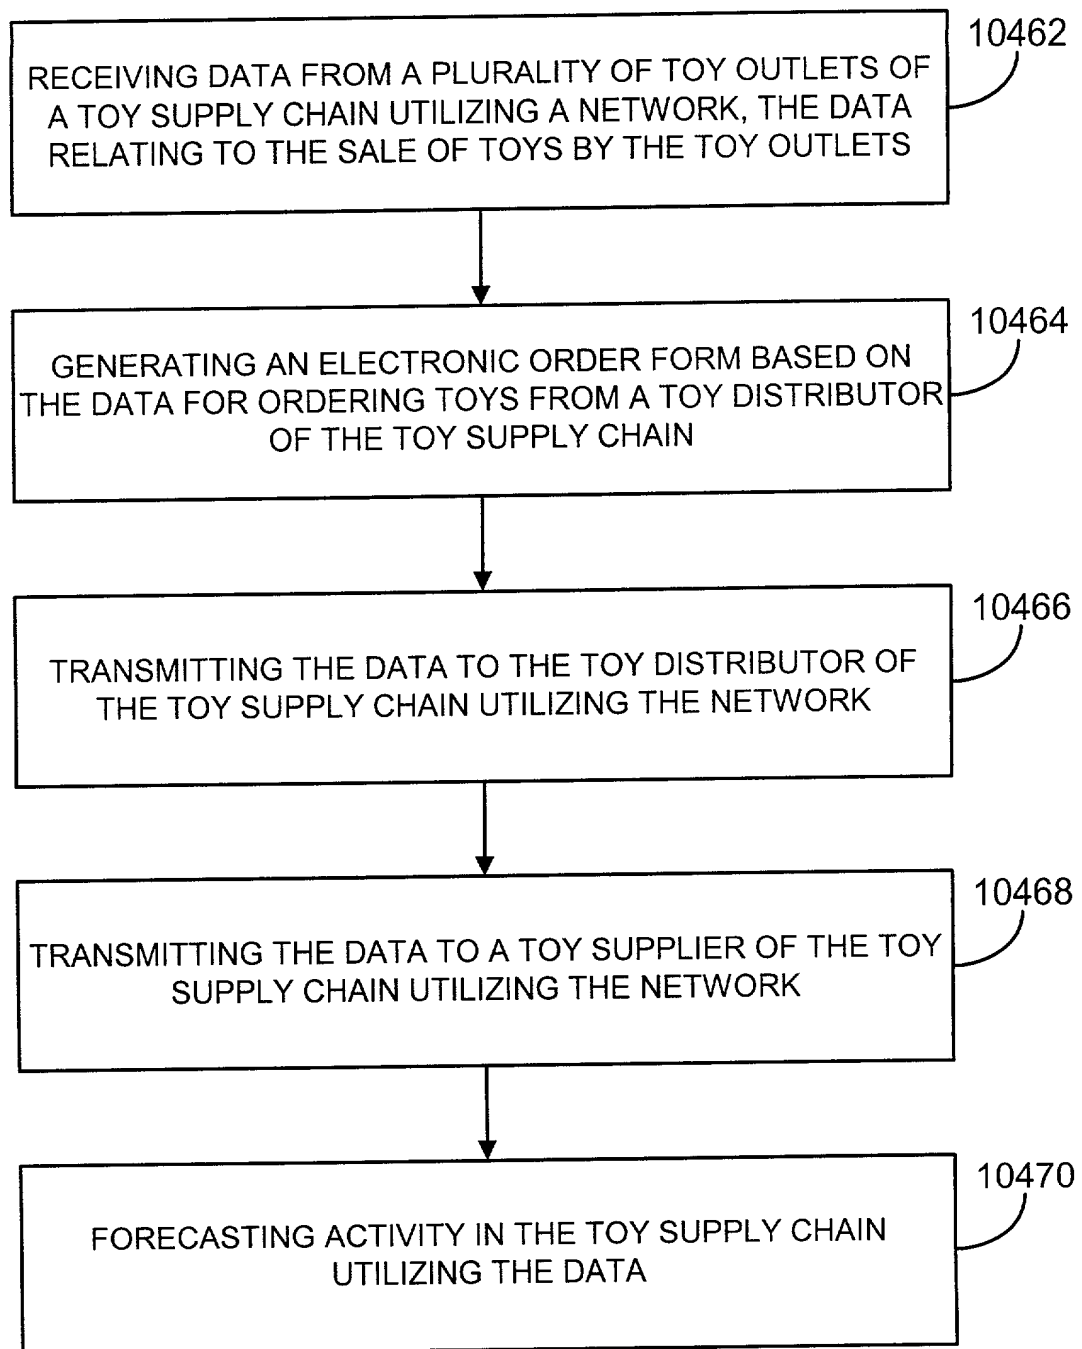 10462
RECEIVING DATA FROM A PLURALITY OF TOY OUTLETS OF
A TOY SUPPLY CHAIN UTILIZING A NETWORK, THE DATA
RELATING TO THE SALE OF TOYS BY THE TOY OUTLETS
10464
GENERATING AN ELECTRONIC ORDER FORM BASED ON
THE DATA FOR ORDERING TOYS FROM A TOY DISTRIBUTOR
OF THE TOY SUPPLY CHAIN
10466
TRANSMITTING THE DATA TO THE TOY DISTRIBUTOR OF
THE TOY SUPPLY CHAIN UTILIZING THE NETWORK
10468
TRANSMITTING THE DATA TO A TOY SUPPLIER OF THE TOY
SUPPLY CHAIN UTILIZING THE NETWORK
10470
FORECASTING ACTIVITY IN THE TOY SUPPLY CHAIN
UTILIZING THE DATA